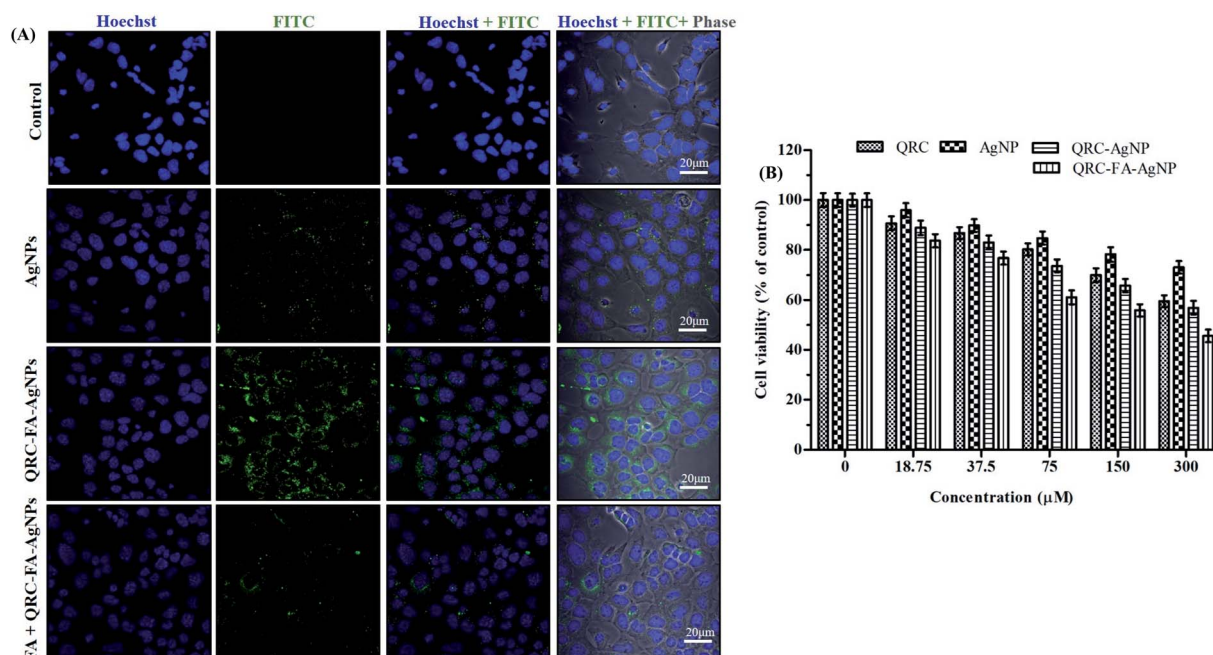 Hoechst FITC Hoechst + FITC Hoechst + FITC+ Phase
(A)
Control
20µm
AgNPs
20µm
QRC-FA-AgNPs
20µm
FA + QRC-FA-AgNPs
20µm
(B)
QRC AgNP QRC-AgNP
QRC-FA-AgNP
Cell viability (% of control)
120
100
80
60
40
20
0
0 18.75 37.5 75 150 300
Concentration (µM)